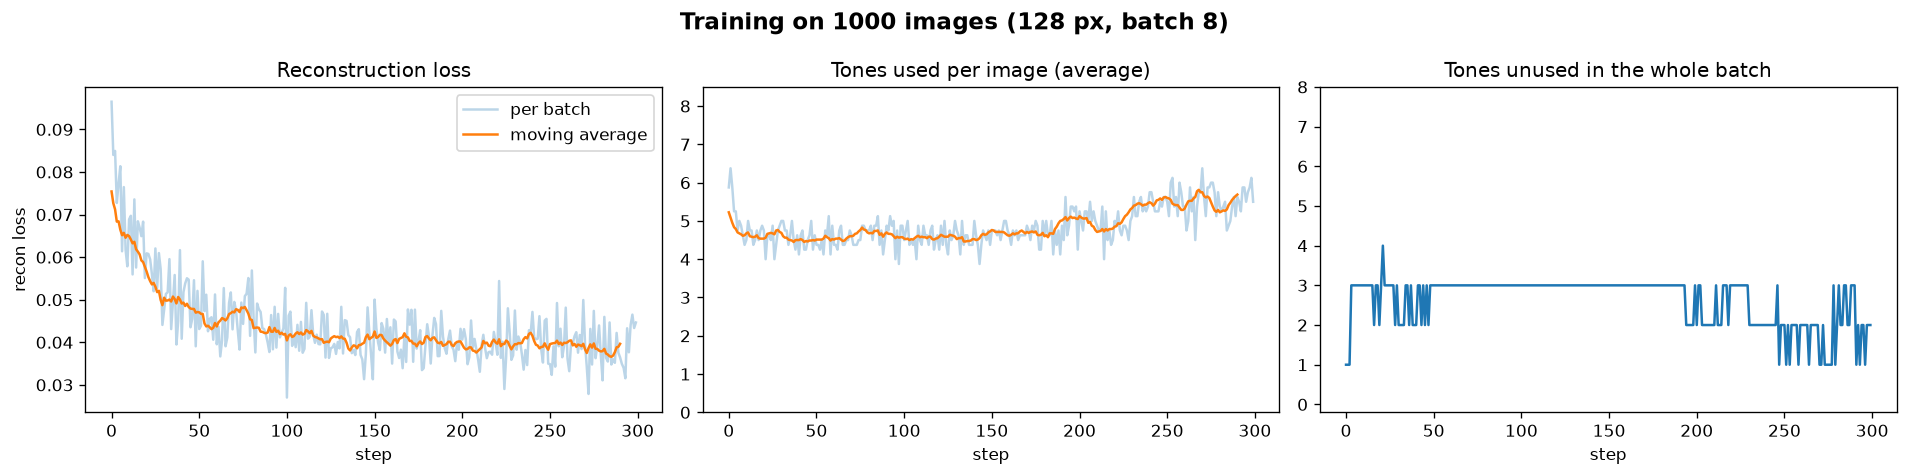 Training on 1000 images (128 px, batch 8)
Reconstruction loss
recon loss
0.09
0.08
0.07
0.06
0.05
0.04
0.03
per batch
moving average
0 50 100 150 200 250 300
step
Tones used per image (average)
8
7
6
5
4
3
2
1
0
0 50 100 150 200 250 300
step
Tones unused in the whole batch
8
7
6
5
4
3
2
1
0
0 50 100 150 200 250 300
step